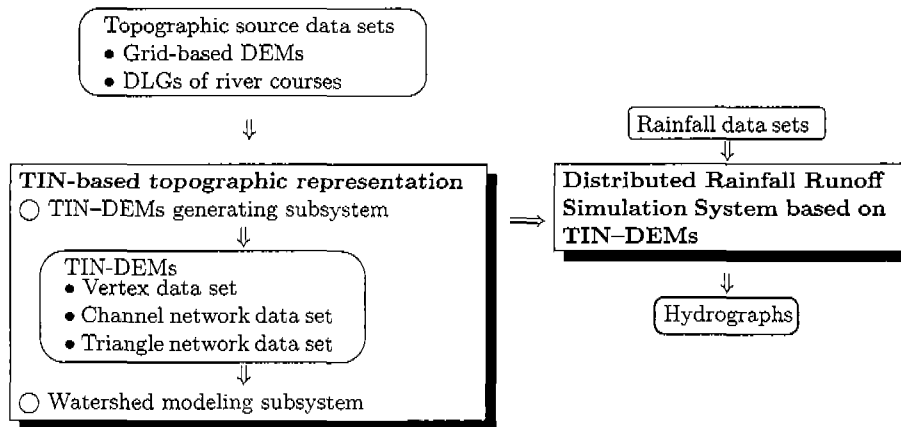 Topographic source data sets
• Grid-based DEMs
• DLGs of river courses
⇓
TIN-based topographic representation
○ TIN–DEMs generating subsystem
⇓
TIN-DEMs
• Vertex data set
• Channel network data set
• Triangle network data set
⇓
○ Watershed modeling subsystem
⇒
Rainfall data sets
⇓
Distributed Rainfall Runoff
Simulation System based on
TIN–DEMs
⇓
Hydrographs